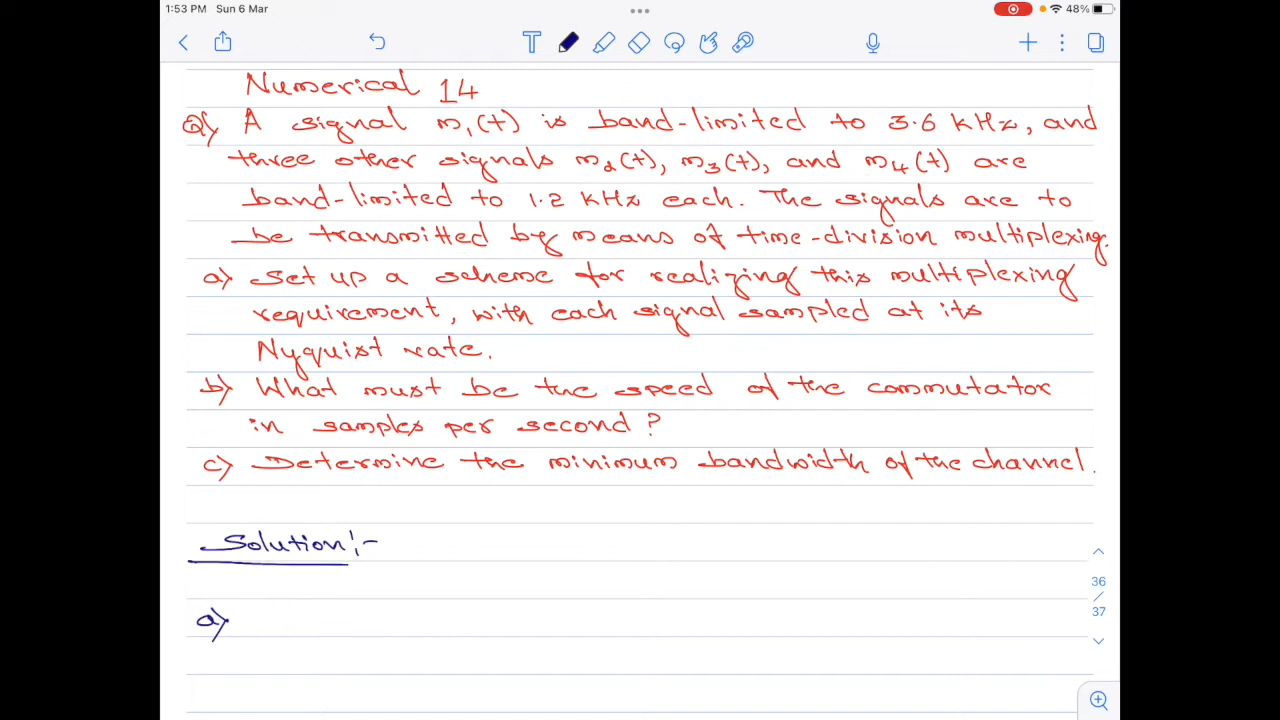 1:53 PM Sun 6 Mar
48%
Numerical 14
Q) A signal m₁(t) is band-limited to 3.6 KHz, and
three other signals m₂(t), m₃(t), and m₄(t) are
band-limited to 1.2 KHz each. The signals are to
be transmitted by means of time-division multiplexing.
a) Set up a scheme for realizing this multiplexing
requirement, with each signal sampled at its
Nyquist rate.
b) What must be the speed of the commutator
in samples per second?
c) Determine the minimum bandwidth of the channel.
Solution:-
36
/
37
a)